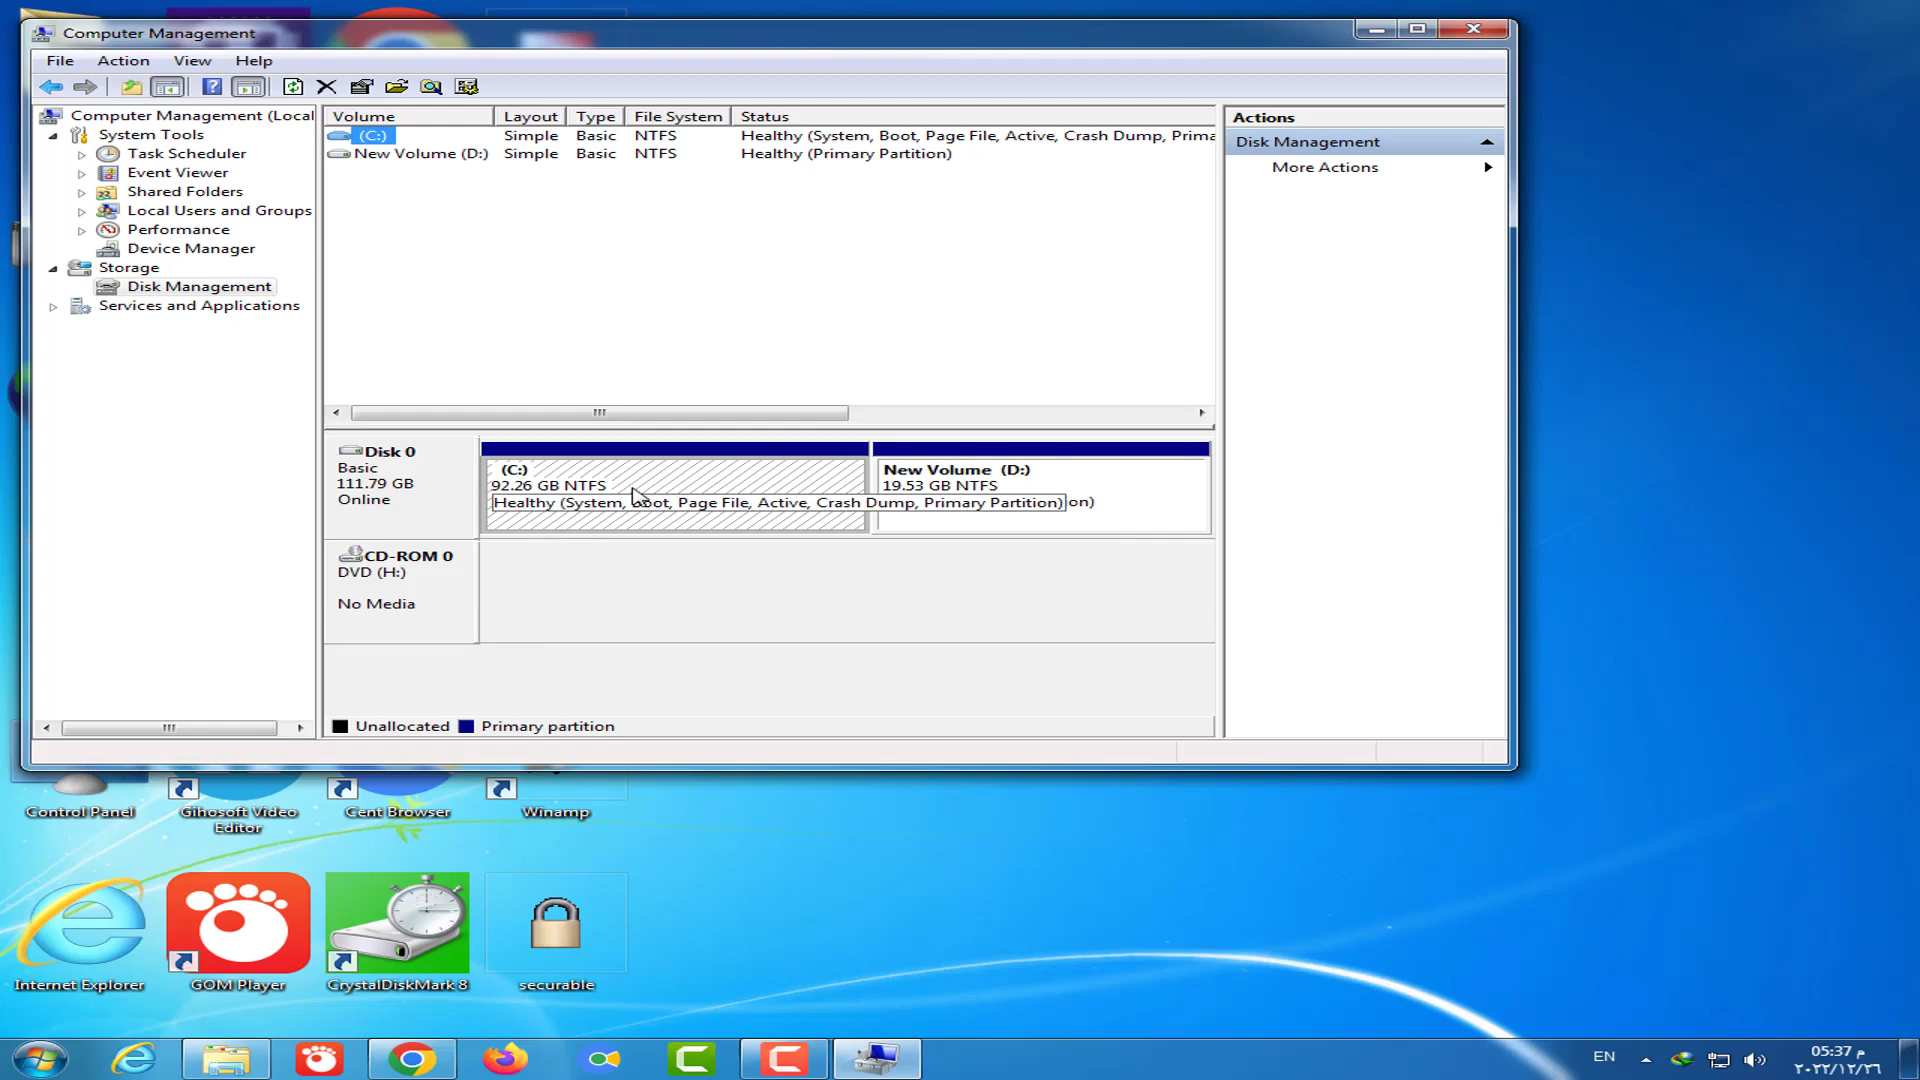 Computer Management
File Action View Help
Computer Management (Local
System Tools
Task Scheduler
Event Viewer
Shared Folders
Local Users and Groups
Performance
Device Manager
Storage
Disk Management
Services and Applications
Volume Layout Type File System Status
(C:) Simple Basic NTFS Healthy (System, Boot, Page File, Active, Crash Dump, Prima
New Volume (D:) Simple Basic NTFS Healthy (Primary Partition)
Actions
Disk Management
More Actions
Disk 0
Basic
111.79 GB
Online
(C:)
92.26 GB NTFS
Healthy (System, Boot, Page File, Active, Crash Dump, Primary Partition)
New Volume (D:)
19.53 GB NTFS
on)
CD-ROM 0
DVD (H:)
No Media
Unallocated Primary partition
Control Panel
Gihosoft Video
Editor
Cent Browser
Winamp
Internet Explorer
GOM Player
CrystalDiskMark 8
securable
EN
05:37 م
٢٠٢٢/١٢/٢٦